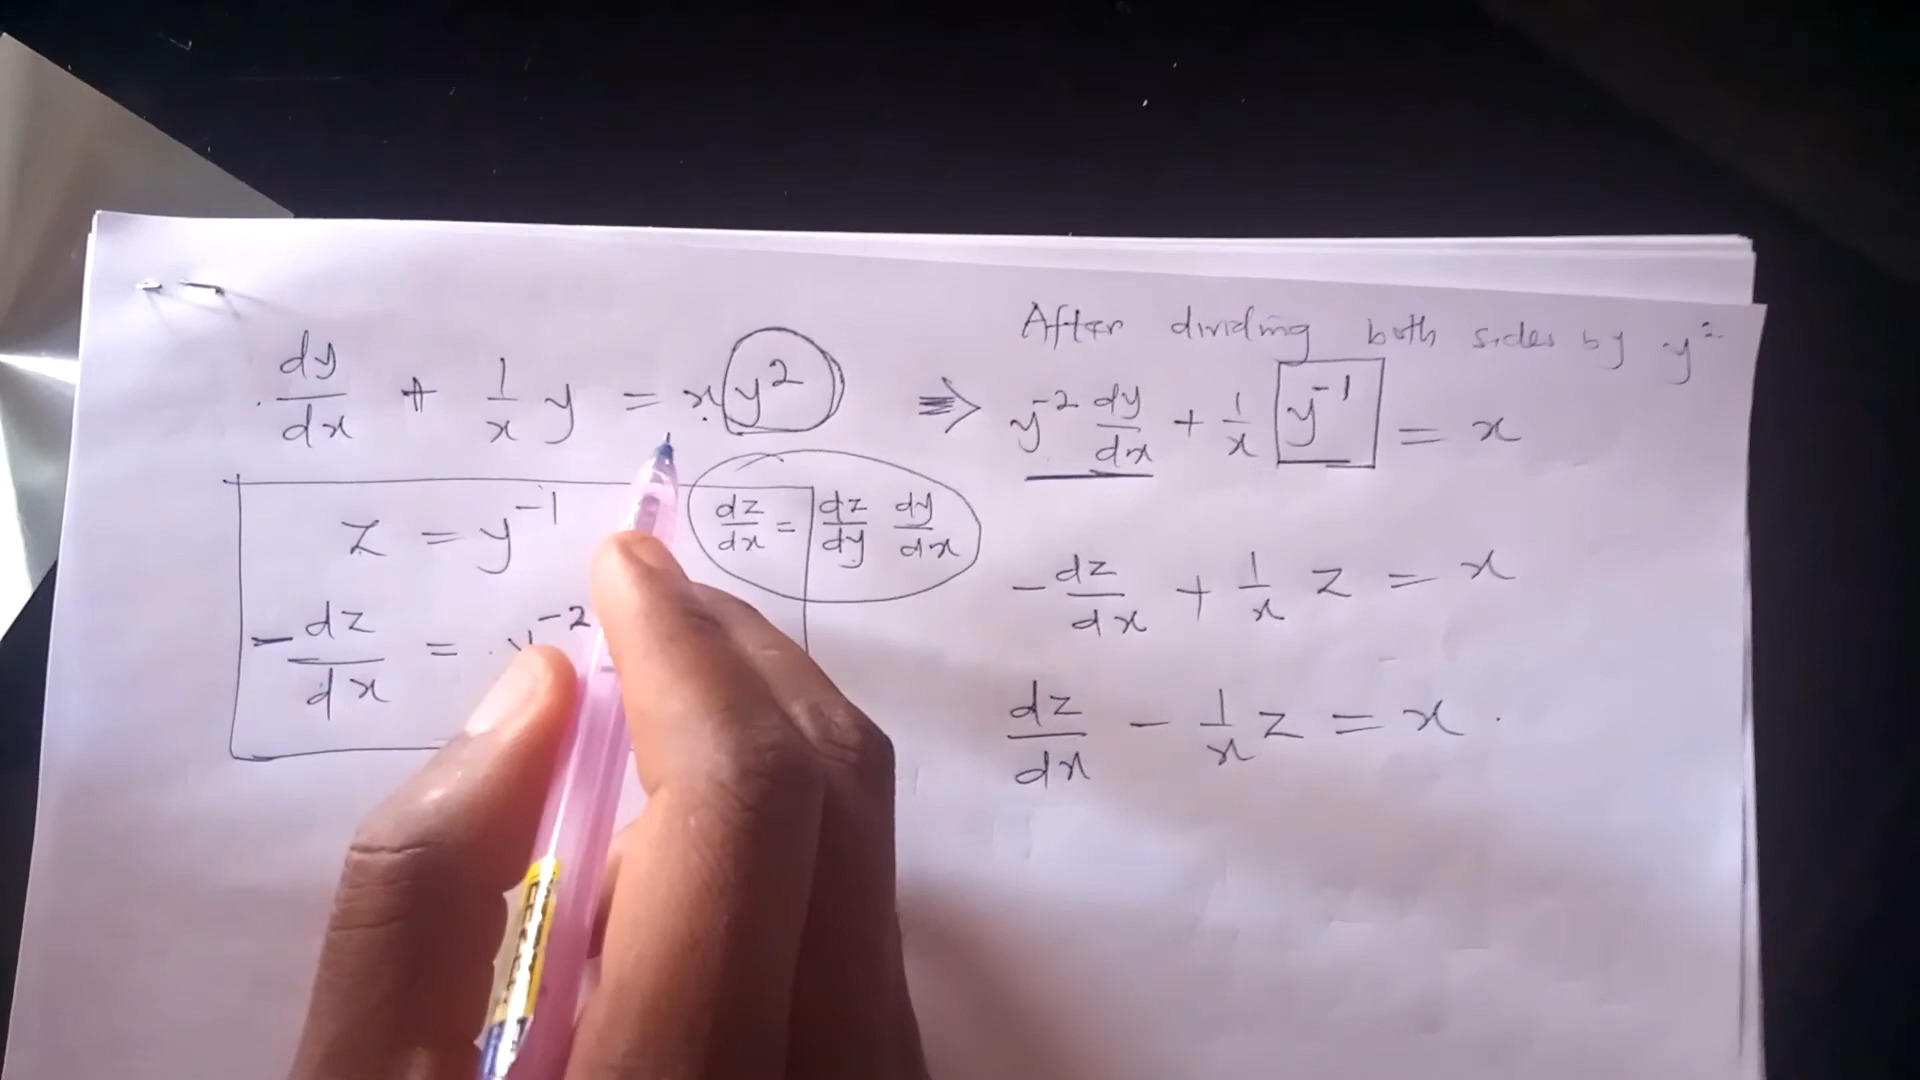 dy/dx + 1/x y = x y²
z = y⁻¹
dz/dx = dz/dy dy/dx
- dz/dx = y⁻²
After dividing both sides by y²
⇒ y⁻² dy/dx + 1/x y⁻¹ = x
- dz/dx + 1/x z = x
dz/dx - 1/x z = x